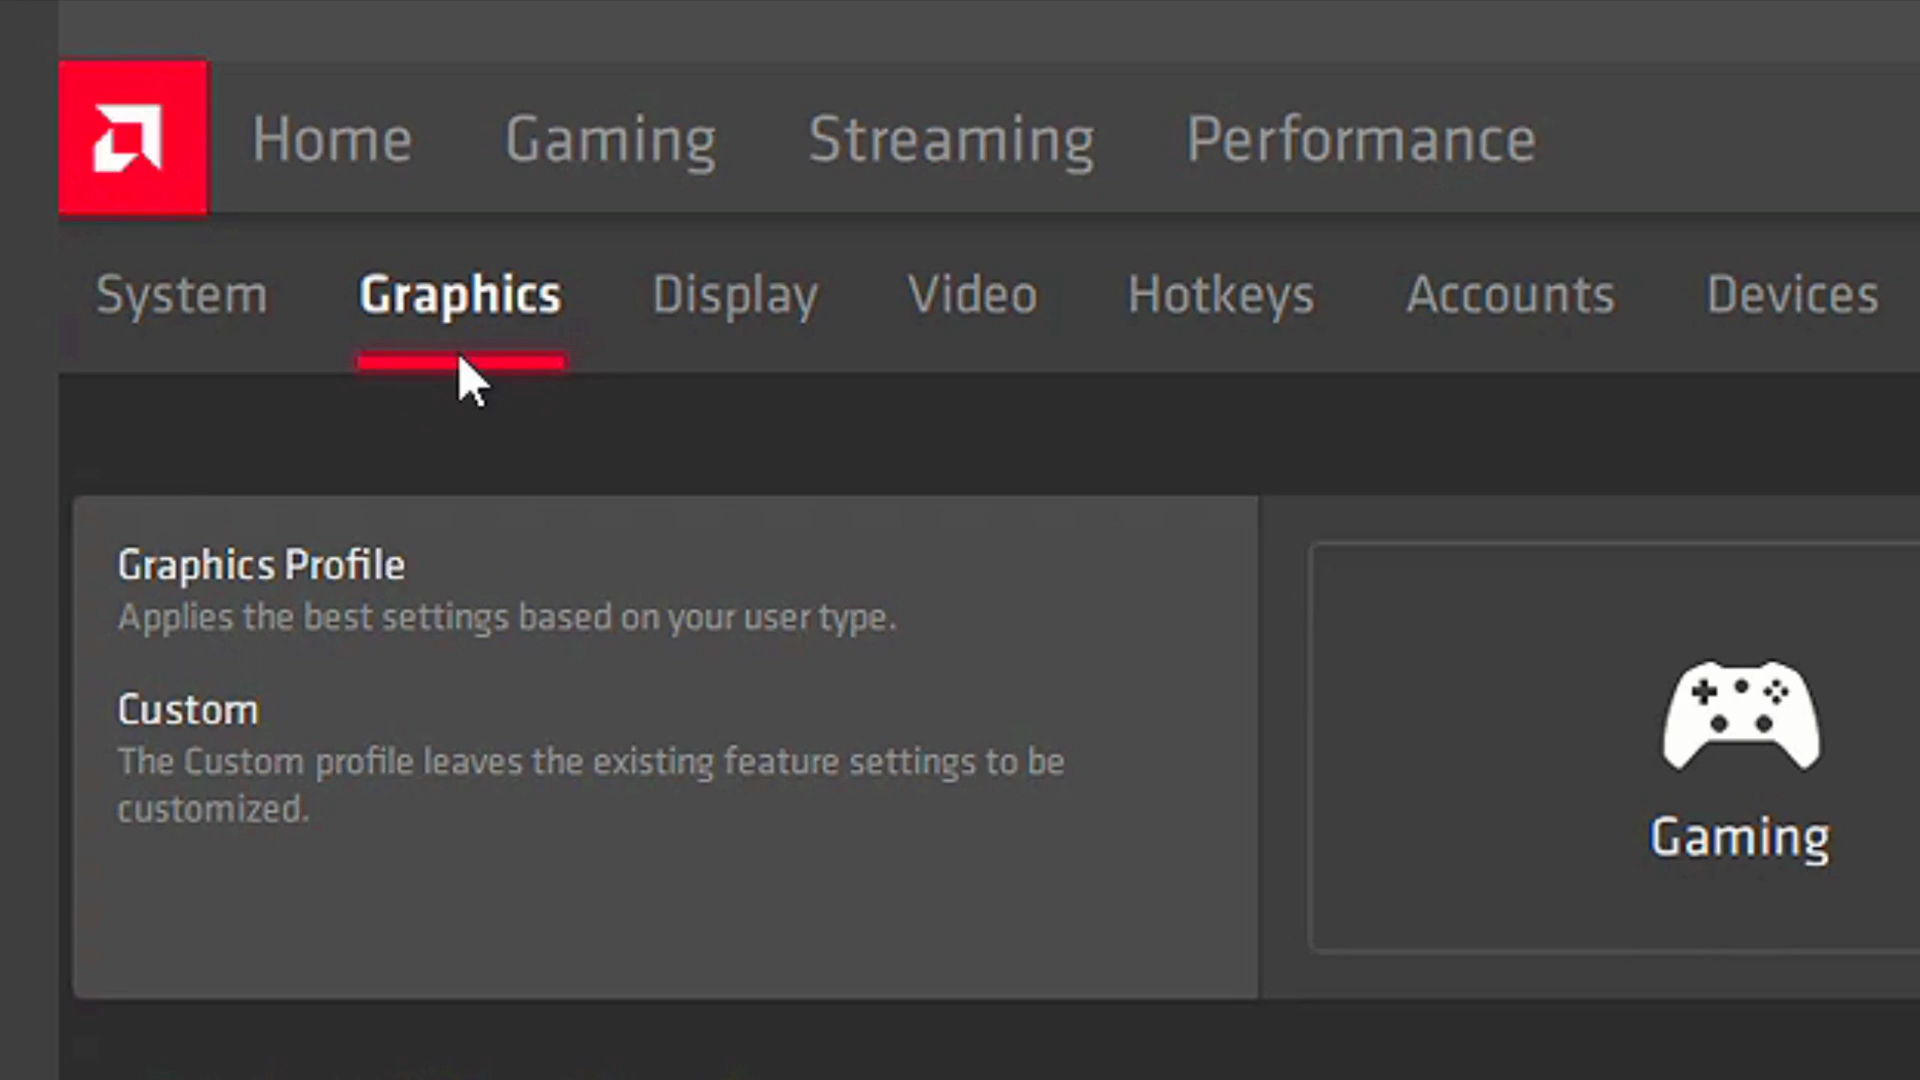 Home Gaming Streaming Performance
System Graphics Display Video Hotkeys Accounts Devices
Graphics Profile
Applies the best settings based on your user type.
Custom
The Custom profile leaves the existing feature settings to be
customized.
Gaming